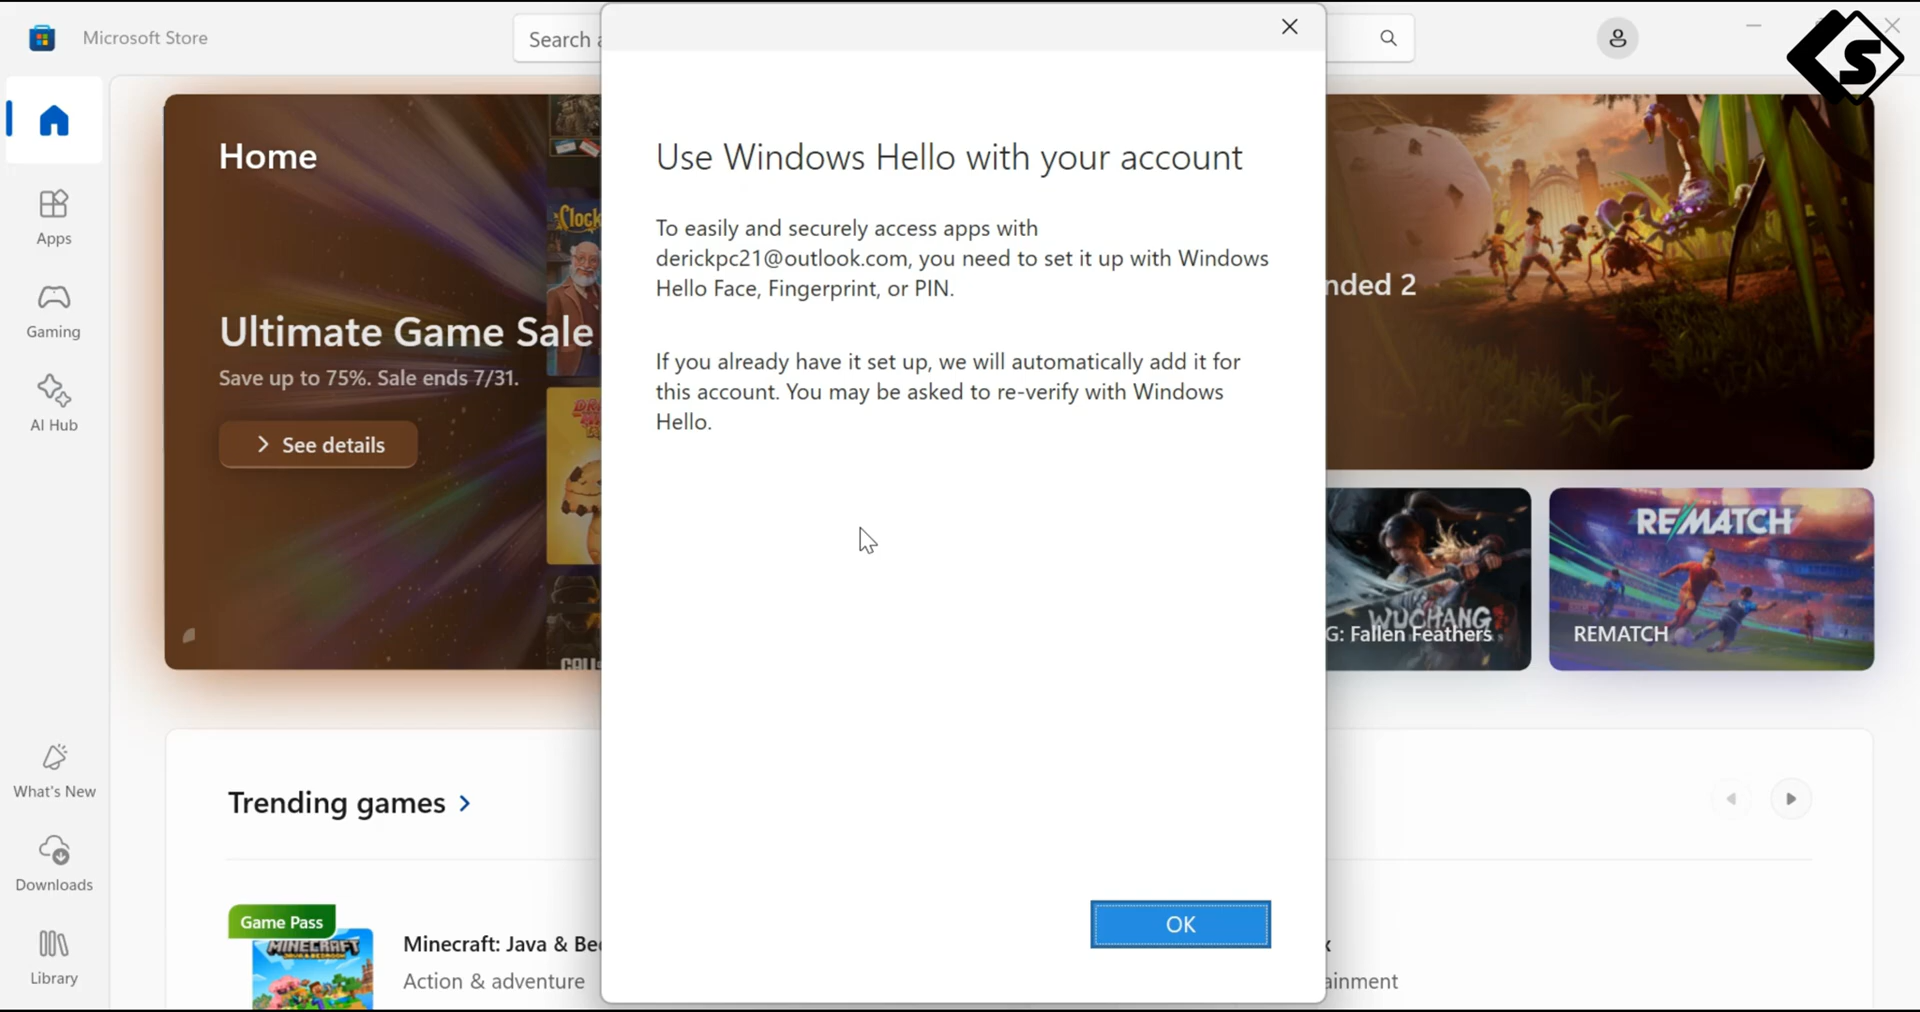 Microsoft Store
Search
Home
Apps
Gaming
AI Hub
What's New
Downloads
Library
Ultimate Game Sale
Save up to 75%. Sale ends 7/31.
See details
Use Windows Hello with your account
To easily and securely access apps with
derickpc21@outlook.com, you need to set it up with Windows
Hello Face, Fingerprint, or PIN.
If you already have it set up, we will automatically add it for
this account. You may be asked to re-verify with Windows
Hello.
OK
nded 2
WUCHANG
G: Fallen Feathers
REMATCH
REMATCH
Trending games
Game Pass
MINECRAFT
Minecraft: Java & Be
Action & adventure
x
ainment
S